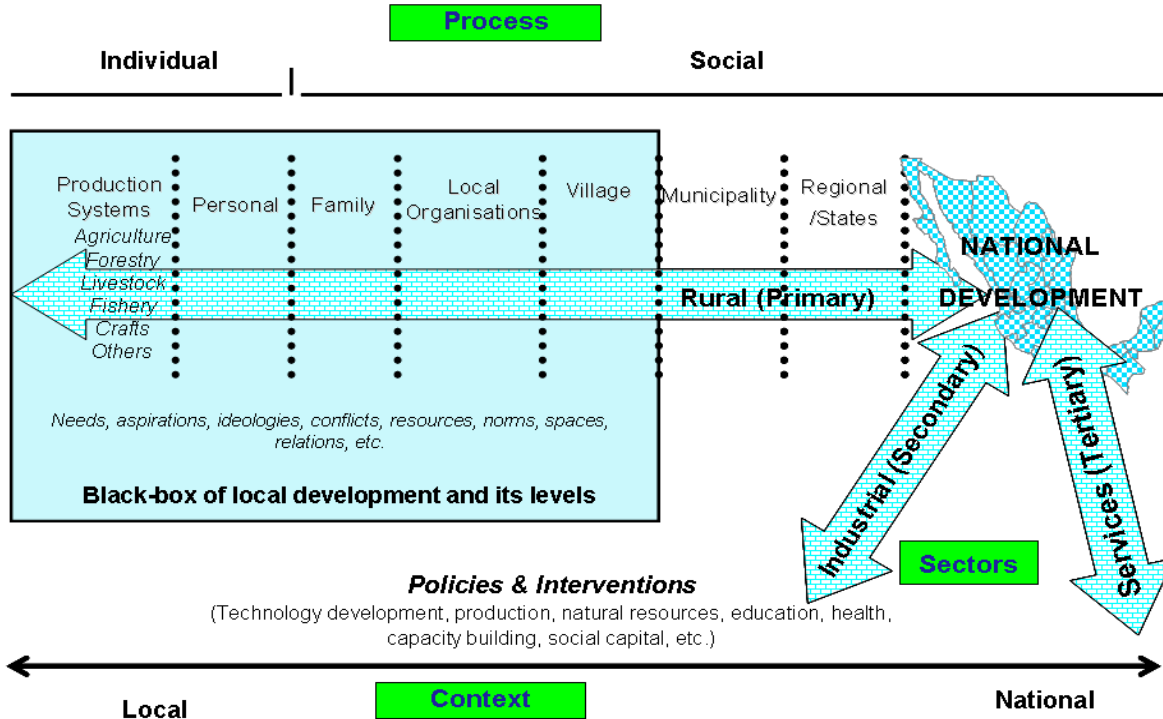 Process
Individual
Social
Production
Systems
Agriculture
Forestry
Livestock
Fishery
Crafts
Others
Personal
Family
Local
Organisations
Village
Municipality
Regional
/States
NATIONAL
DEVELOPMENT
Rural (Primary)
Industrial (Secondary)
Services (Tertiary)
Needs, aspirations, ideologies, conflicts, resources, norms, spaces,
relations, etc.
Black-box of local development and its levels
Sectors
Policies & Interventions
(Technology development, production, natural resources, education, health,
capacity building, social capital, etc.)
Local
Context
National